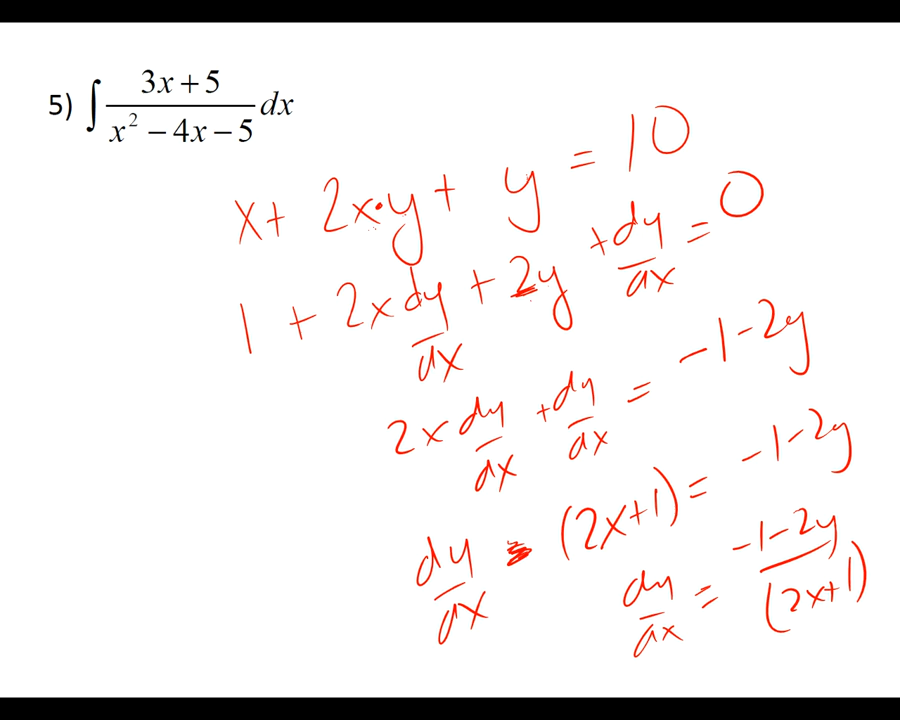 5) ∫ (3x + 5)/(x² − 4x − 5) dx
x + 2x·y + y = 10
1 + 2x dy/dx + 2y + dy/dx = 0
2x dy/dx + dy/dx = -1-2y
dy/dx (2x+1) = -1-2y
dy/dx = -1-2y/(2x+1)